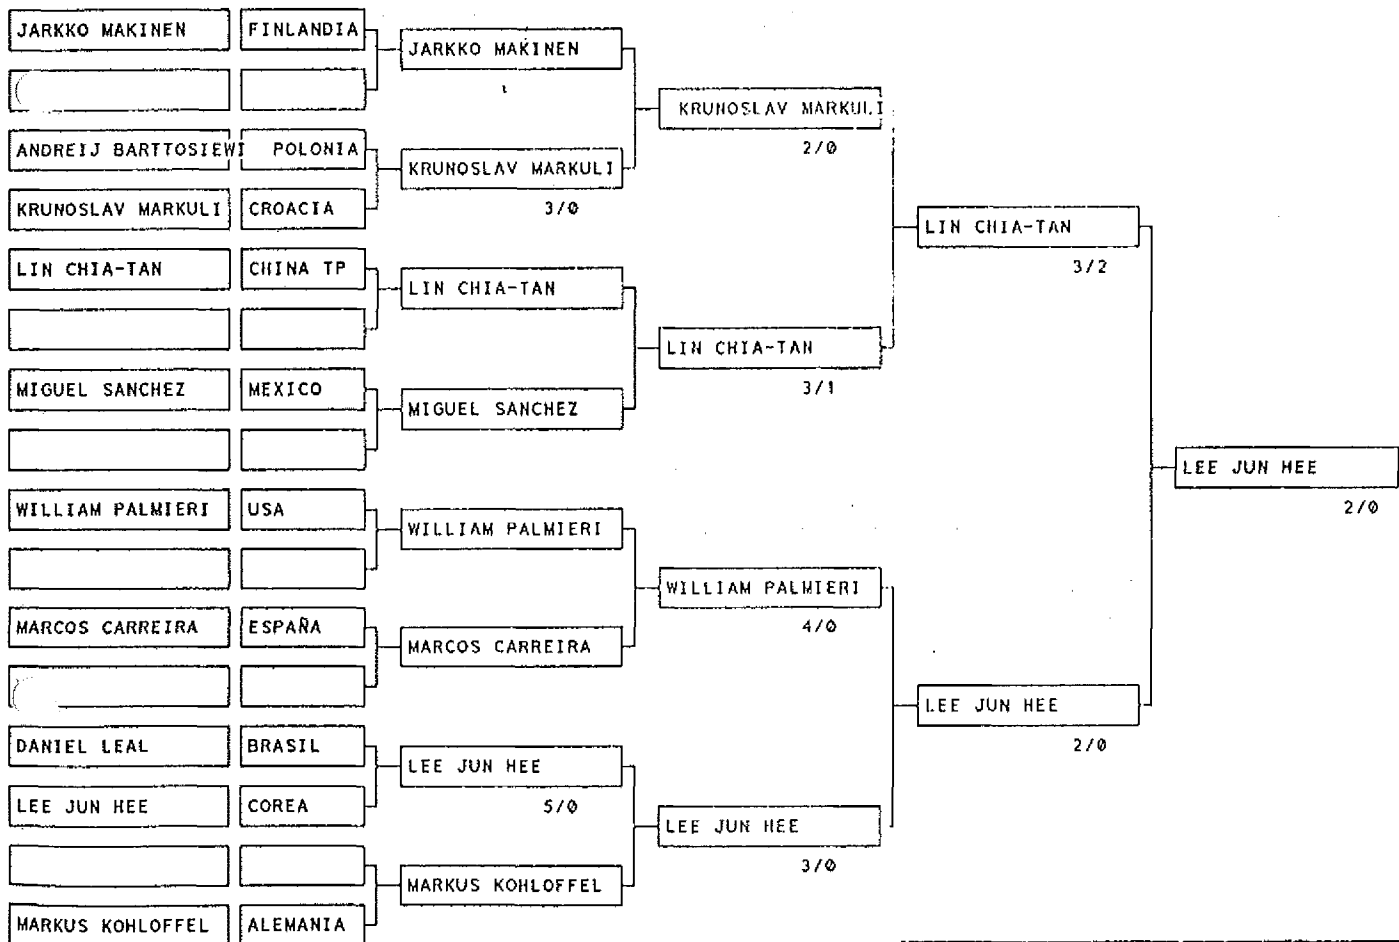 JARKKO MAKINEN FINLANDIA
JARKKO MAKINEN
KRUNOSLAV MARKULI
2/0
ANDREIJ BARTTOSIEWI POLONIA
KRUNOSLAV MARKULI
3/0
KRUNOSLAV MARKULI CROACIA
LIN CHIA-TAN
3/2
LIN CHIA-TAN CHINA TP
LIN CHIA-TAN
LIN CHIA-TAN
3/1
MIGUEL SANCHEZ MEXICO
MIGUEL SANCHEZ
LEE JUN HEE
2/0
WILLIAM PALMIERI USA
WILLIAM PALMIERI
WILLIAM PALMIERI
4/0
MARCOS CARREIRA ESPAÑA
MARCOS CARREIRA
LEE JUN HEE
2/0
DANIEL LEAL BRASIL
LEE JUN HEE
5/0
LEE JUN HEE COREA
LEE JUN HEE
3/0
MARKUS KOHLOFFEL
MARKUS KOHLOFFEL ALEMANIA